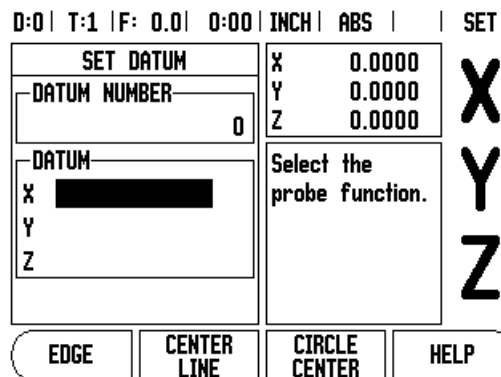 D:0 | T:1 | F: 0.0 | 0:00 | INCH | ABS | | SET
SET DATUM
DATUM NUMBER
0
DATUM
X
Y
Z
X 0.0000
Y 0.0000
Z 0.0000
Select the
probe function.
X
Y
Z
EDGE
CENTER
LINE
CIRCLE
CENTER
HELP